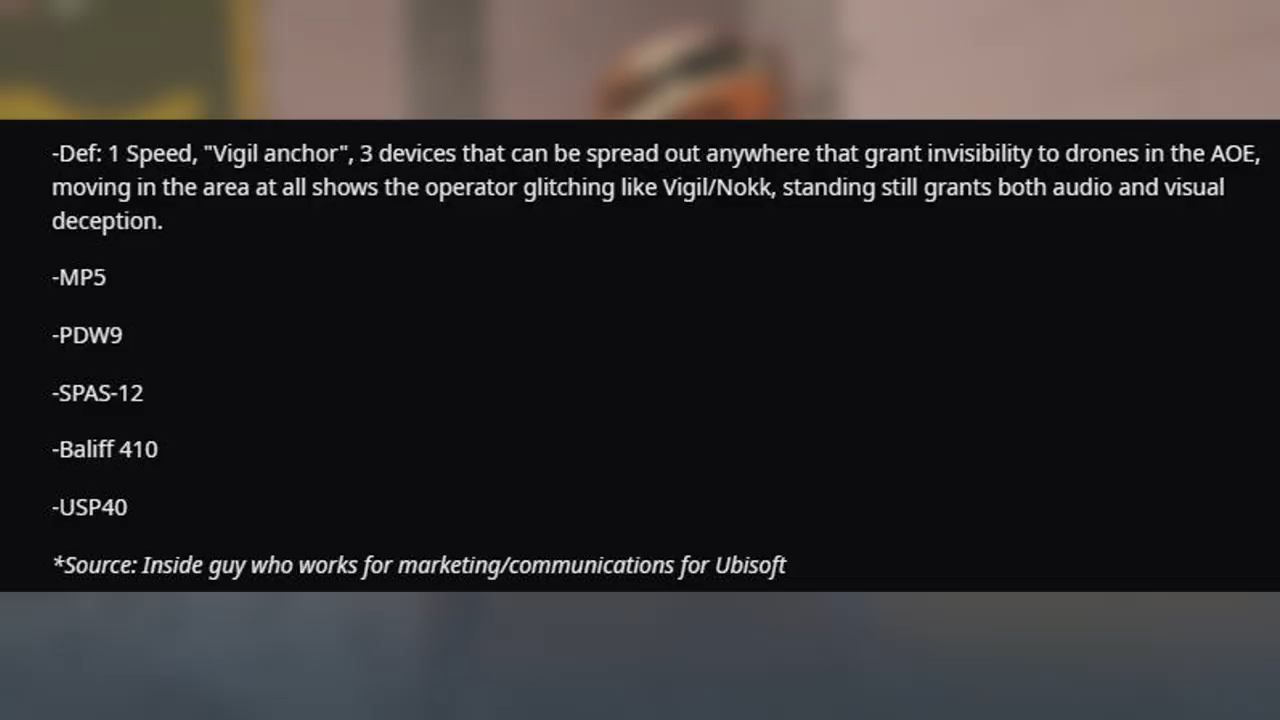 -Def: 1 Speed, "Vigil anchor", 3 devices that can be spread out anywhere that grant invisibility to drones in the AOE,
moving in the area at all shows the operator glitching like Vigil/Nokk, standing still grants both audio and visual
deception.
-MP5
-PDW9
-SPAS-12
-Baliff 410
-USP40
*Source: Inside guy who works for marketing/communications for Ubisoft